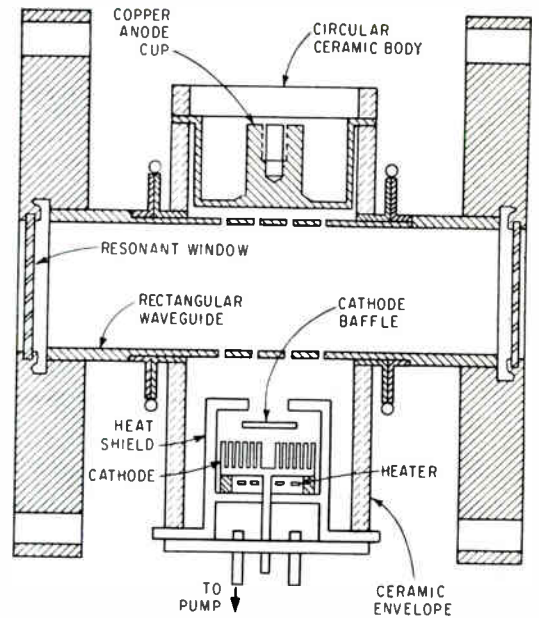 COPPER
ANODE
CUP
CIRCULAR
CERAMIC BODY
RESONANT WINDOW
RECTANGULAR
WAVEGUIDE
CATHODE
BAFFLE
HEAT
SHIELD
CATHODE
HEATER
TO
PUMP
CERAMIC
ENVELOPE